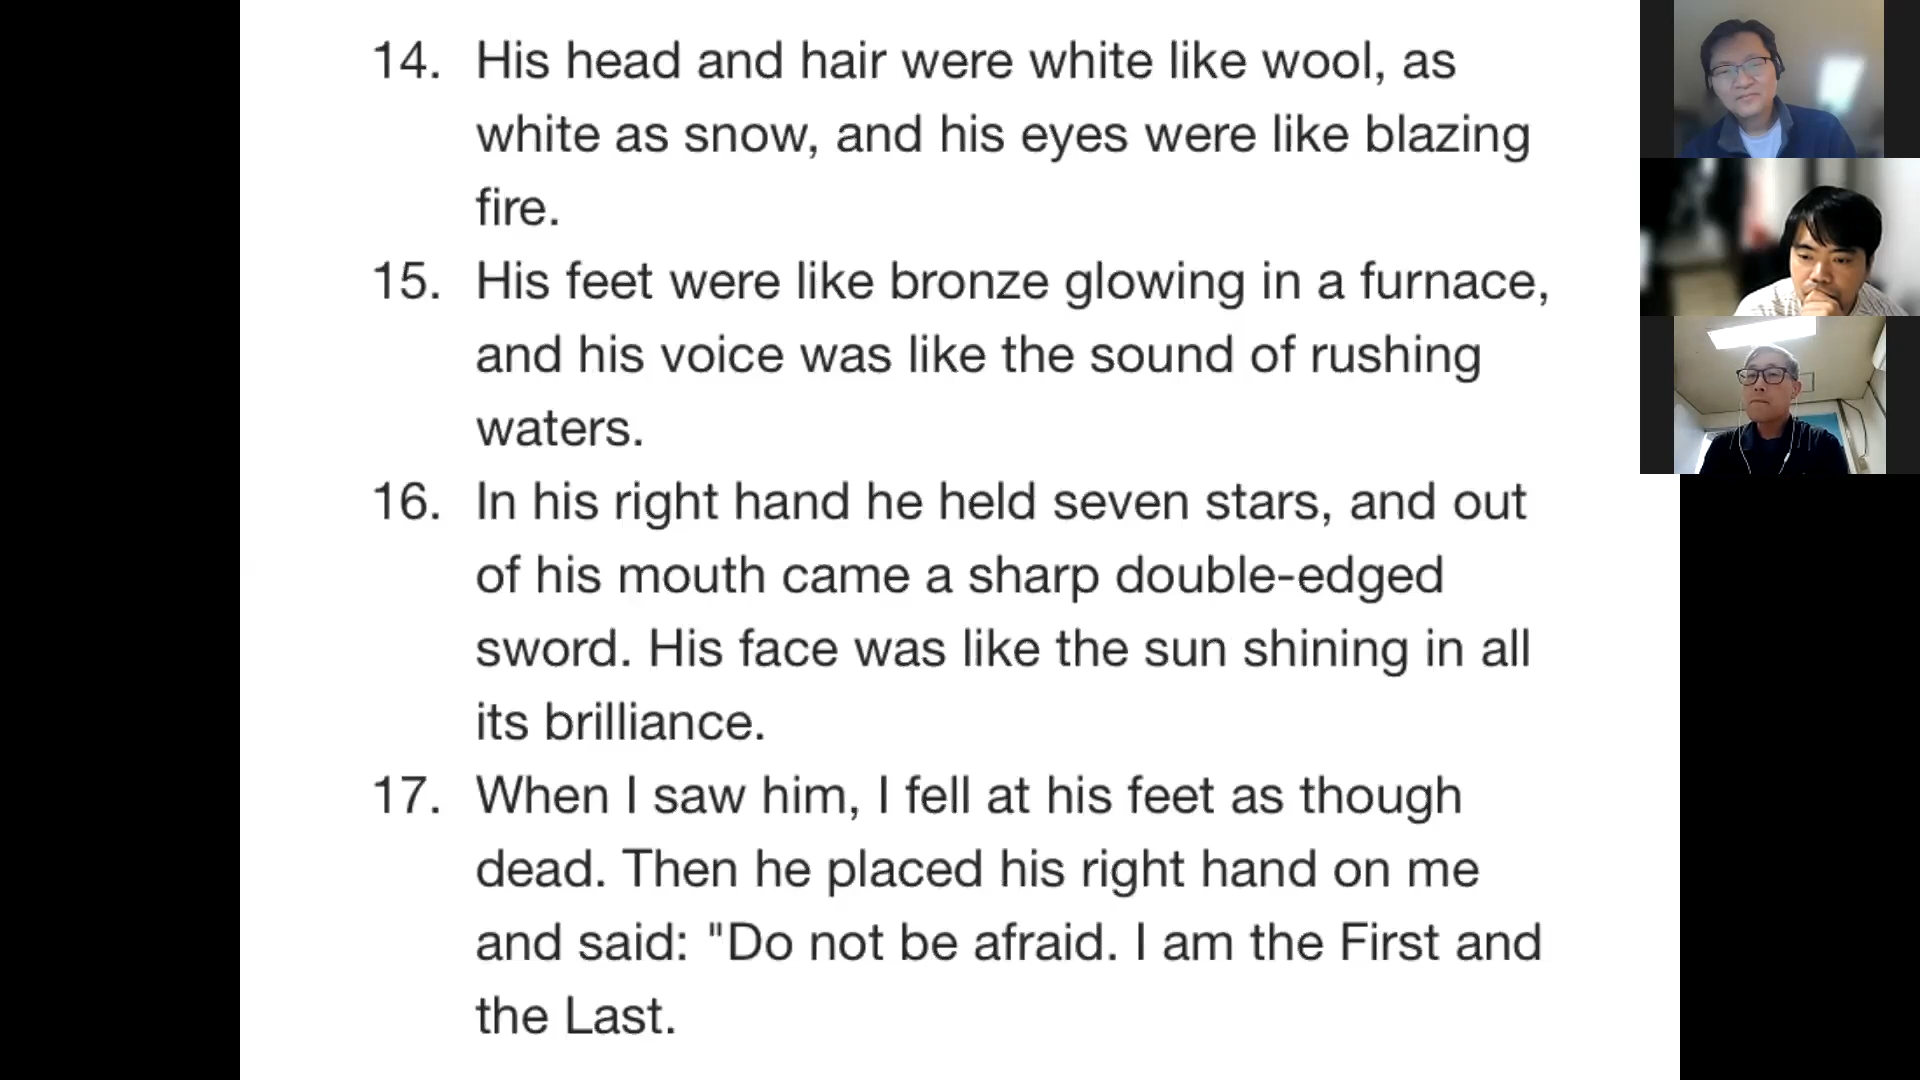 14. His head and hair were white like wool, as
white as snow, and his eyes were like blazing
fire.
15. His feet were like bronze glowing in a furnace,
and his voice was like the sound of rushing
waters.
16. In his right hand he held seven stars, and out
of his mouth came a sharp double-edged
sword. His face was like the sun shining in all
its brilliance.
17. When I saw him, I fell at his feet as though
dead. Then he placed his right hand on me
and said: "Do not be afraid. I am the First and
the Last.